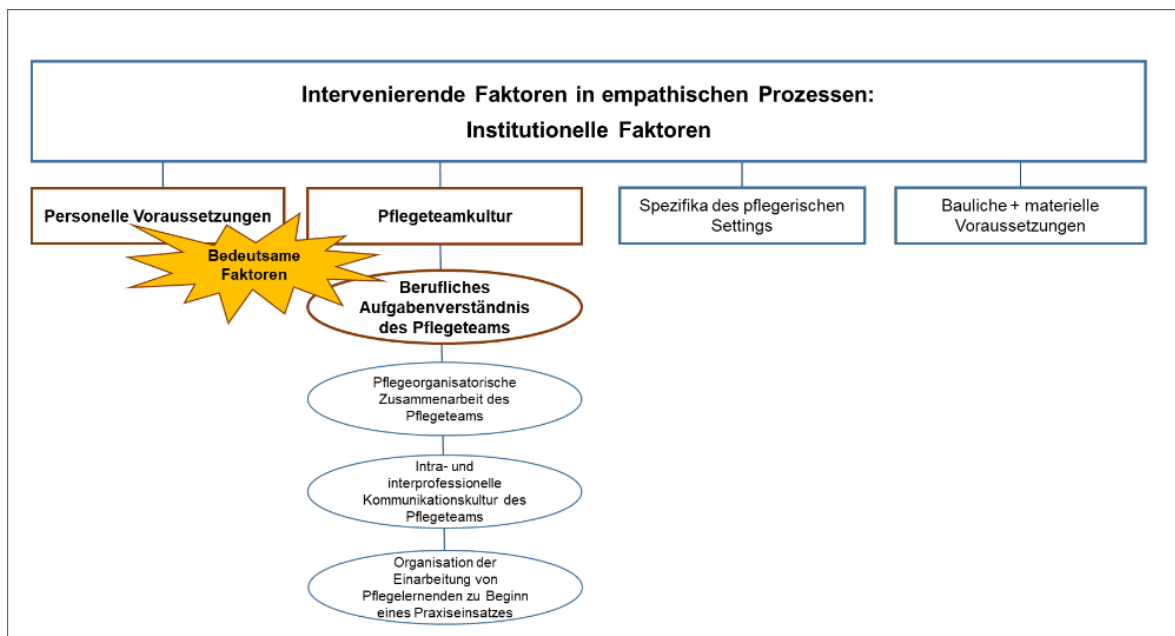 Intervenierende Faktoren in empathischen Prozessen:
Institutionelle Faktoren
Personelle Voraussetzungen
Pflegeteamkultur
Spezifika des pflegerischen
Settings
Bauliche + materielle
Voraussetzungen
Bedeutsame
Faktoren
Berufliches
Aufgabenverständnis
des Pflegeteams
Pflegeorganisatorische
Zusammenarbeit des
Pflegeteams
Intra- und
interprofessionelle
Kommunikationskultur des
Pflegeteams
Organisation der
Einarbeitung von
Pflegelernenden zu Beginn
eines Praxiseinsatzes